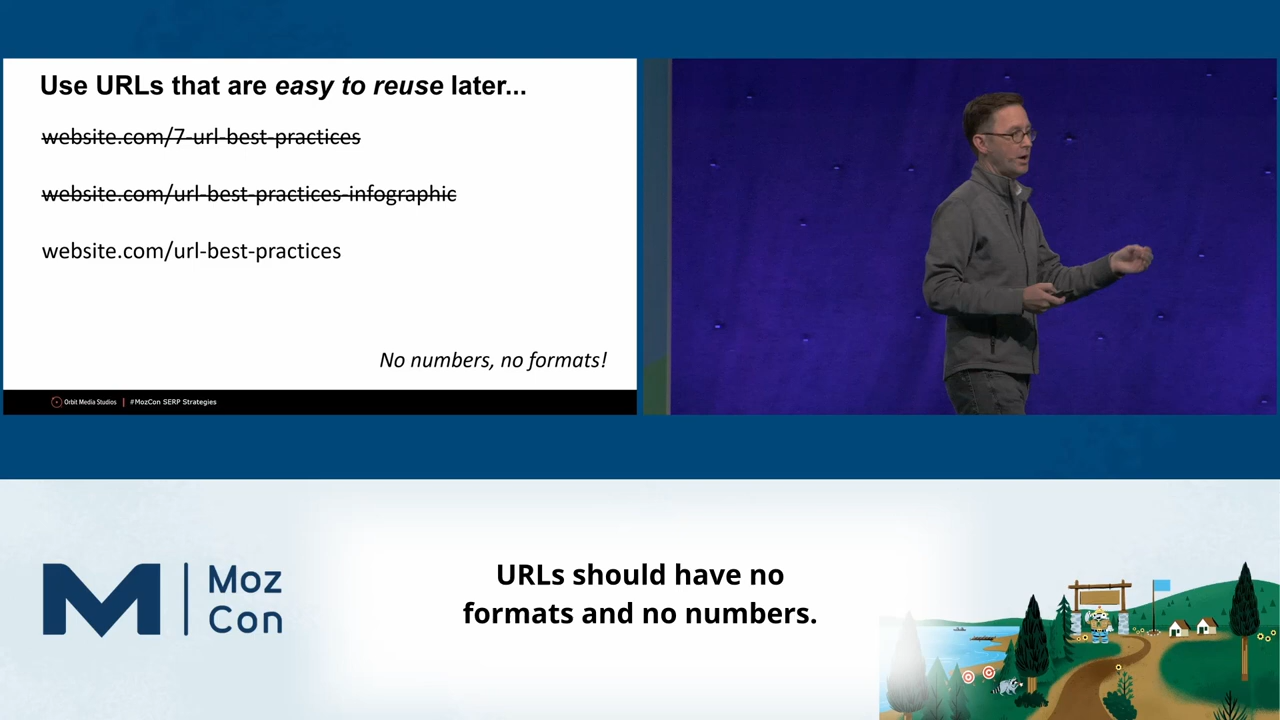 Use URLs that are easy to reuse later...
website.com/7-url-best-practices
website.com/url-best-practices-infographic
website.com/url-best-practices
No numbers, no formats!
Orbit Media Studios | #MozCon SERP Strategies
Moz
Con
URLs should have no
formats and no numbers.